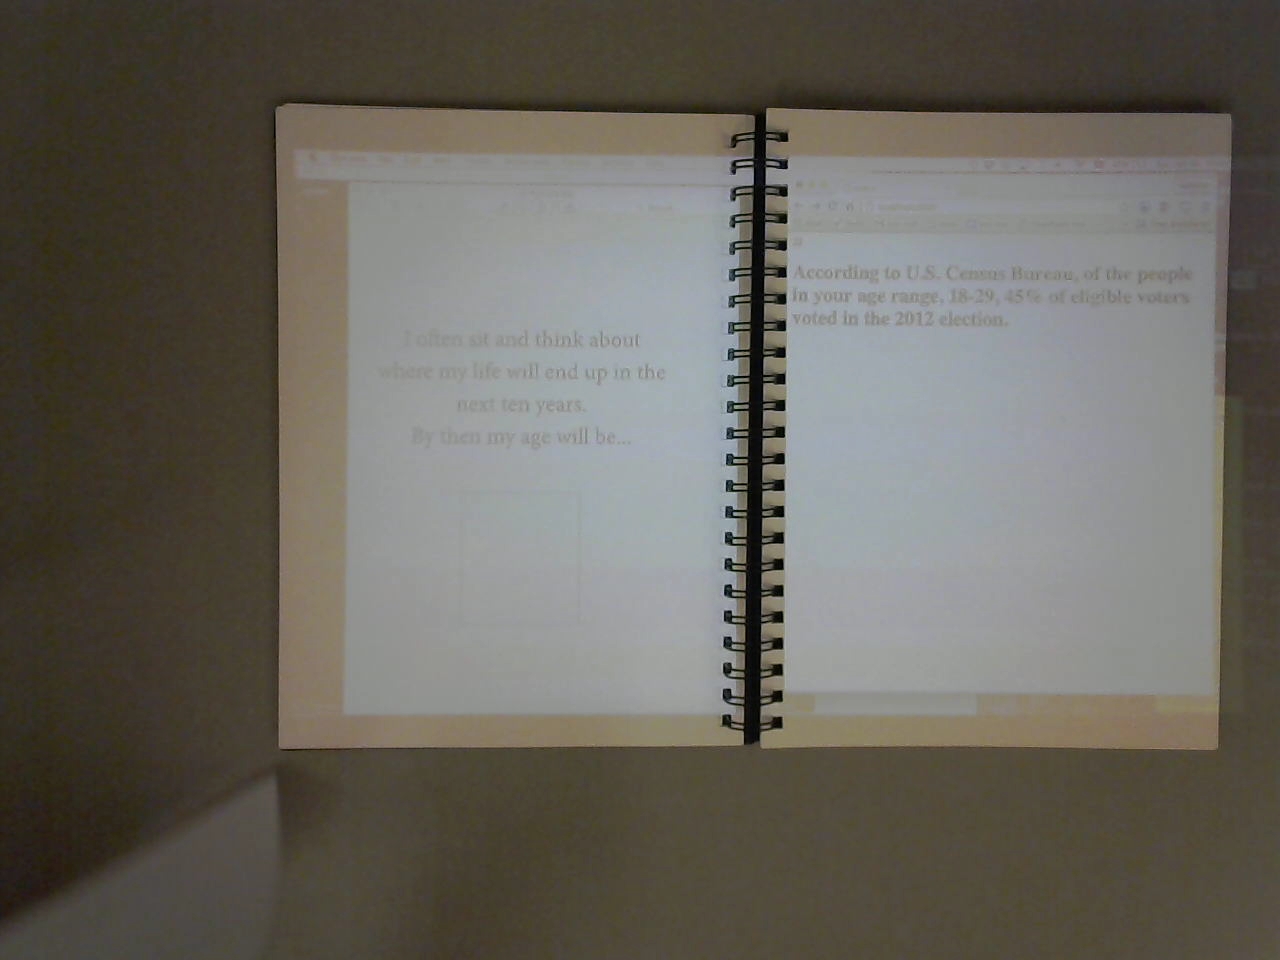 I often sit and think about
where my life will end up in the
next ten years.
By then my age will be...
According to U.S. Census Bureau, of the people
in your age range, 18-29, 45% of eligible voters
voted in the 2012 election.